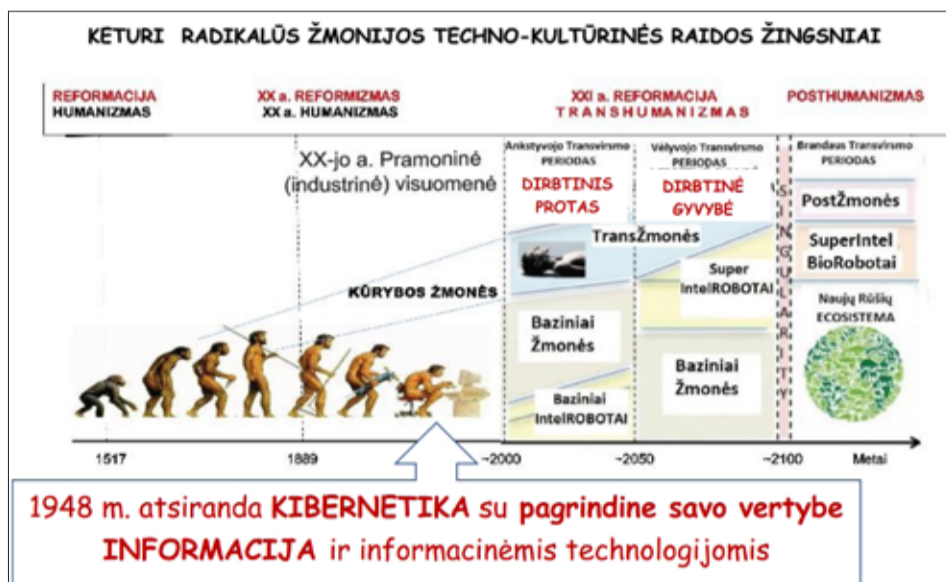 KETURI RADIKALŪS ŽMONIJOS TECHNO-KULTŪRINĖS RAIDOS ŽINGSNIAI
REFORMACIJA
HUMANIZMAS
XX a. REFORMIZMAS
XX a. HUMANIZMAS
XXI a. REFORMACIJA
TRANSHUMANIZMAS
POSTHUMANIZMAS
XX-jo a. Pramoninė
(industrinė) visuomenė
Ankstyvojo Transvirsmo
PERIODAS
DIRBTINIS
PROTAS
Vėlyvojo Transvirsmo
PERIODAS
DIRBTINĖ
GYVYBĖ
Brandaus Transvirsmo
PERIODAS
SINGULARITY
PostŽmonės
TransŽmonės
SuperIntel
BioRobotai
Super
IntelROBOTAI
KŪRYBOS ŽMONĖS
Naujų Rūšių
ECOSISTEMA
Baziniai
Žmonės
Baziniai
Žmonės
Baziniai
IntelROBOTAI
1517
1889
~2000
~2050
~2100
Metai
1948 m. atsiranda KIBERNETIKA su pagrindine savo vertybe
INFORMACIJA ir informacinėmis technologijomis